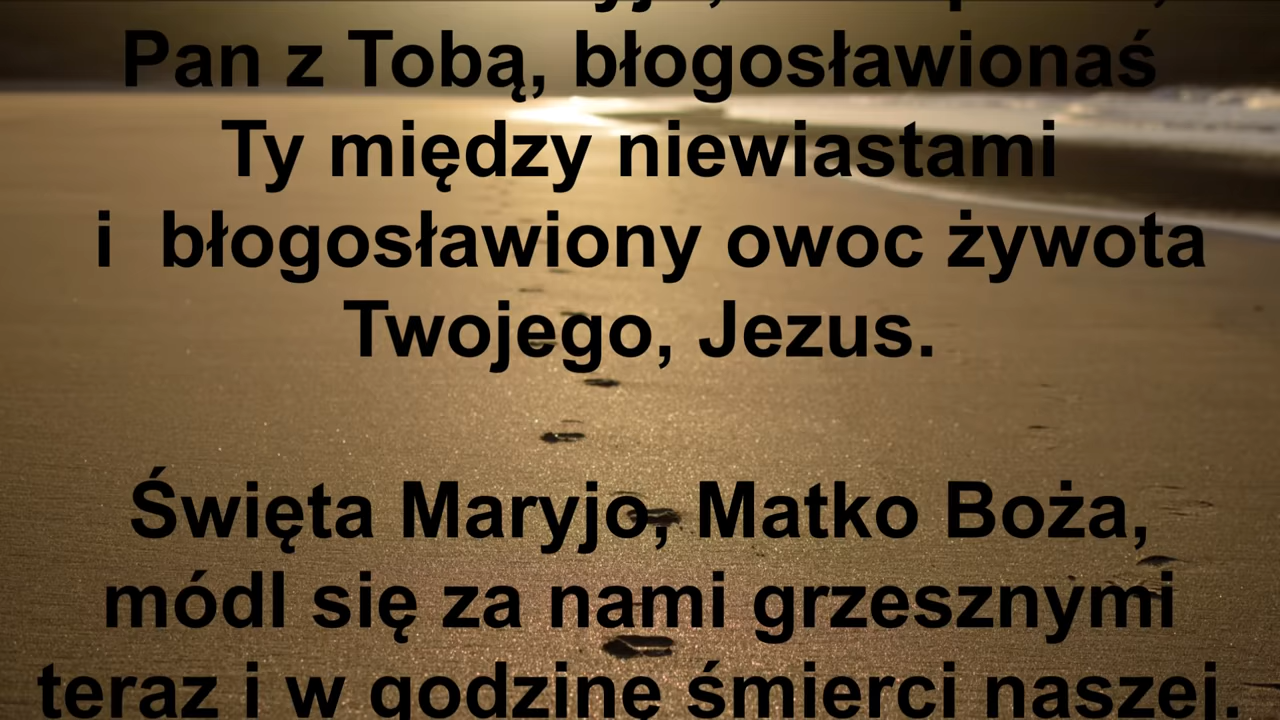 Pan z Tobą, błogosławionaś
Ty między niewiastami
i  błogosławiony owoc żywota
Twojego, Jezus.
Święta Maryjo, Matko Boża,
módl się za nami grzesznymi
teraz i w godzinę śmierci naszej.